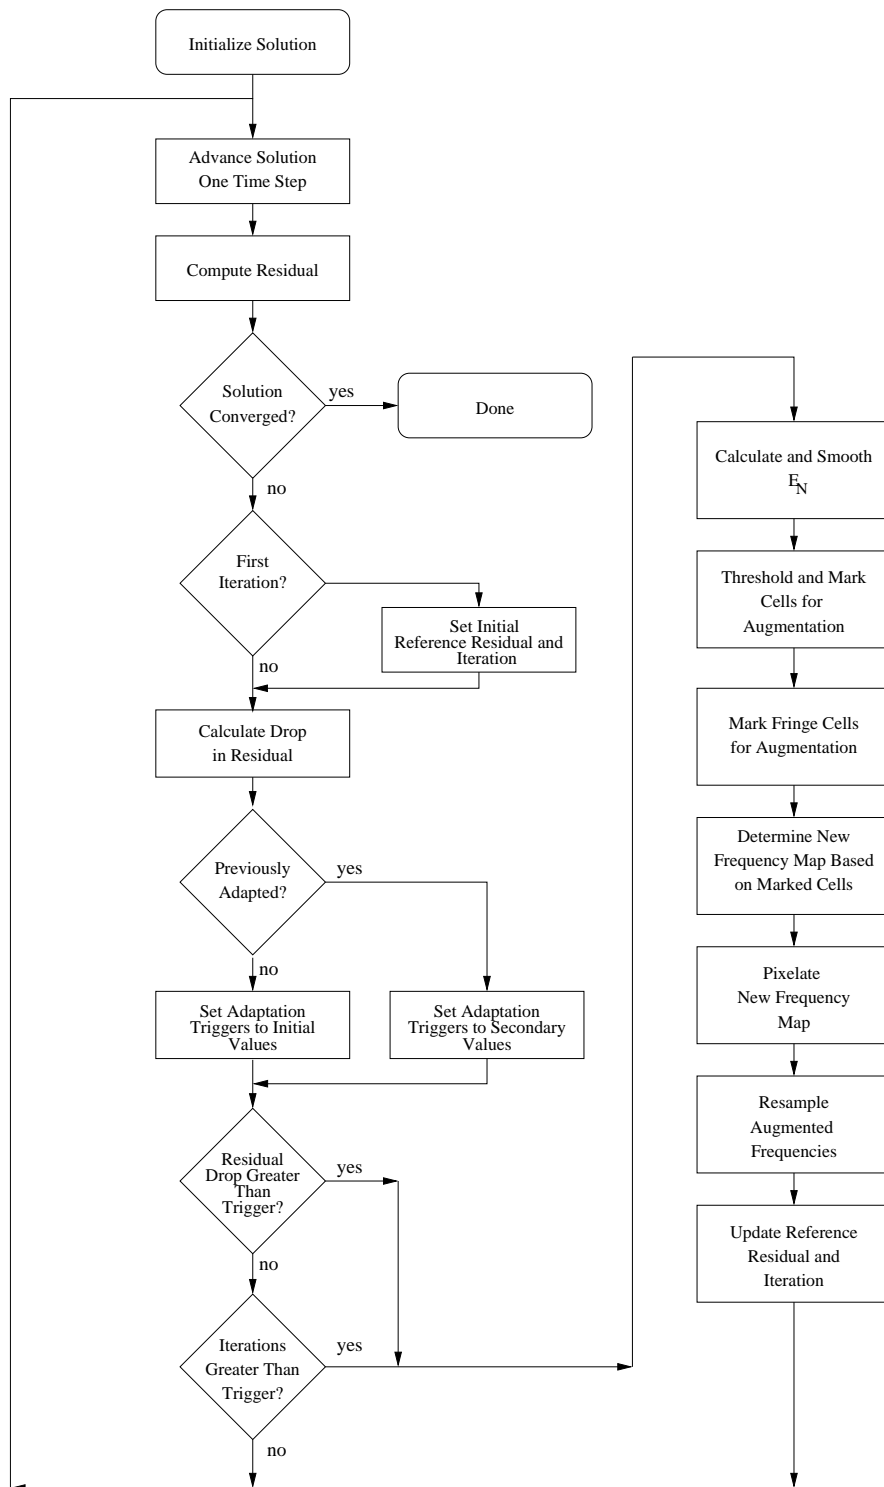 Initialize Solution
Advance Solution
One Time Step
Compute Residual
Solution
Converged?
yes
Done
no
First
Iteration?
Set Initial
Reference Residual and
Iteration
no
Calculate Drop
in Residual
Previously
Adapted?
yes
no
Set Adaptation
Triggers to Initial
Values
Set Adaptation
Triggers to Secondary
Values
Residual
Drop Greater
Than
Trigger?
yes
no
Iterations
Greater Than
Trigger?
yes
no
Calculate and Smooth
E_N
Threshold and Mark
Cells for
Augmentation
Mark Fringe Cells
for Augmentation
Determine New
Frequency Map Based
on Marked Cells
Pixelate
New Frequency
Map
Resample
Augmented
Frequencies
Update Reference
Residual and
Iteration